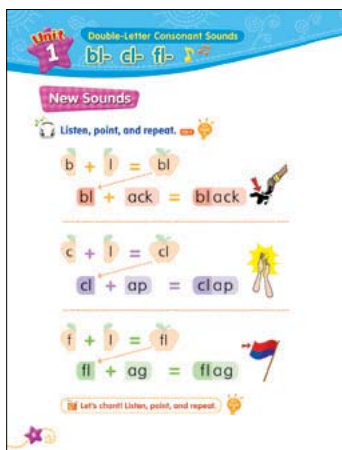 Unit
1
Double-Letter Consonant Sounds
bl- cl- fl-
New Sounds
Listen, point, and repeat.
b + l = bl
bl + ack = black
c + l = cl
cl + ap = clap
f + l = fl
fl + ag = flag
Let's chant! Listen, point, and repeat.